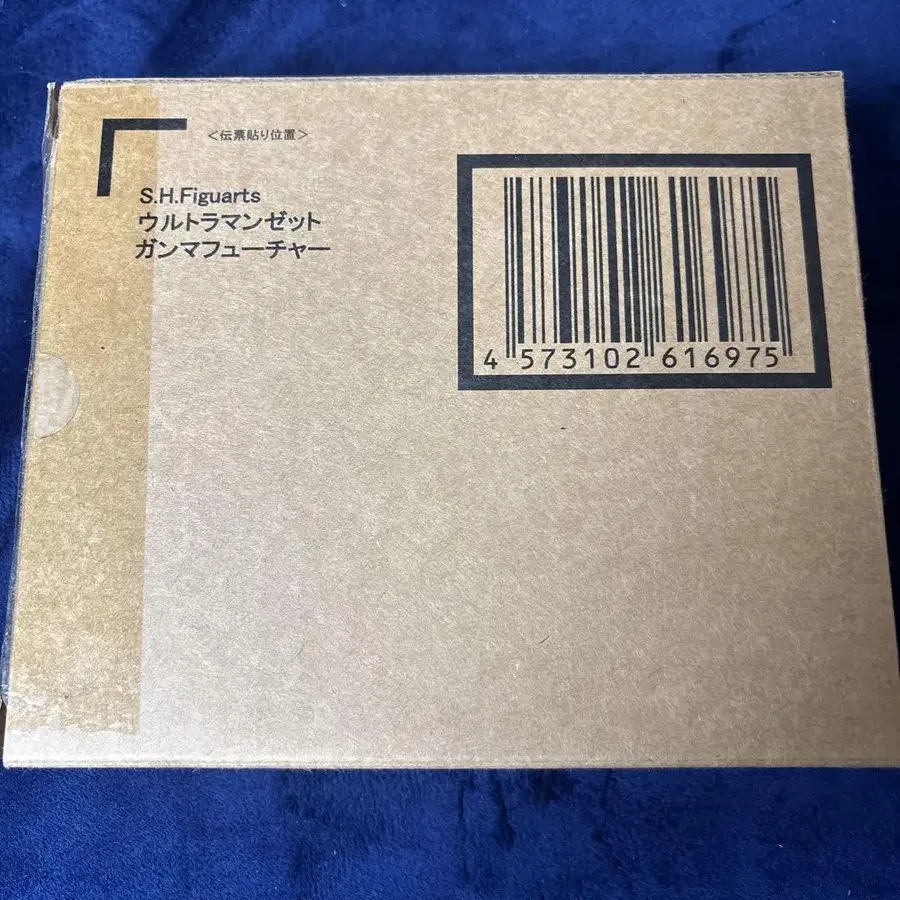 ＜伝票貼り位置＞
S.H.Figuarts
ウルトラマンゼット
ガンマフューチャー
4 573102 616975